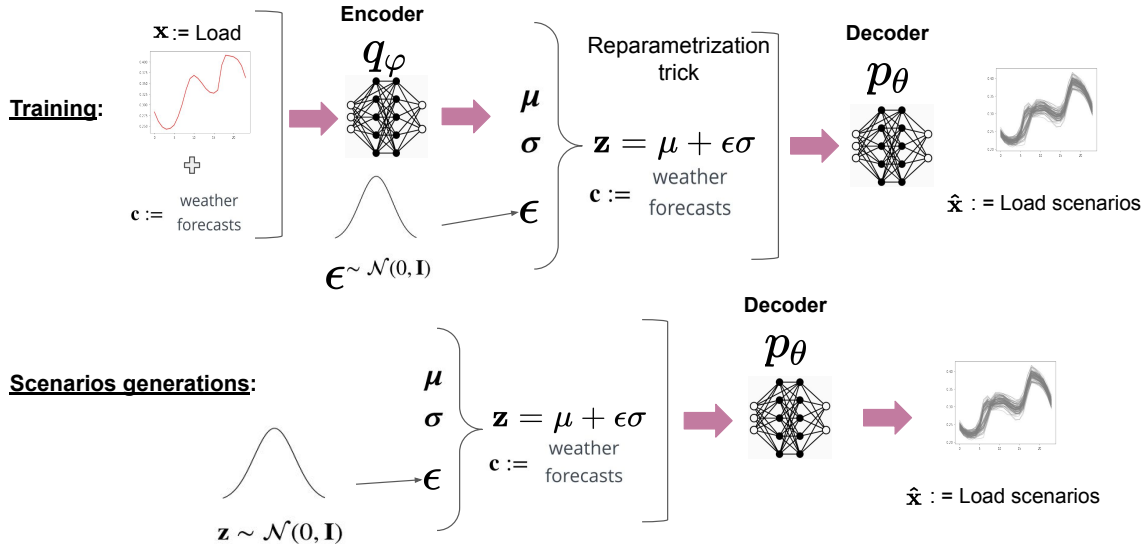 Training:
𝐱 := Load
c := weather
forecasts
Encoder
q_φ
ϵ ∼ 𝒩(0, I)
μ
σ
ϵ
Reparametrization
trick
z = μ + ϵσ
c := weather
forecasts
Decoder
p_θ
x̂ : = Load scenarios
Scenarios generations:
z ∼ 𝒩(0, I)
μ
σ
ϵ
z = μ + ϵσ
c := weather
forecasts
Decoder
p_θ
x̂ : = Load scenarios